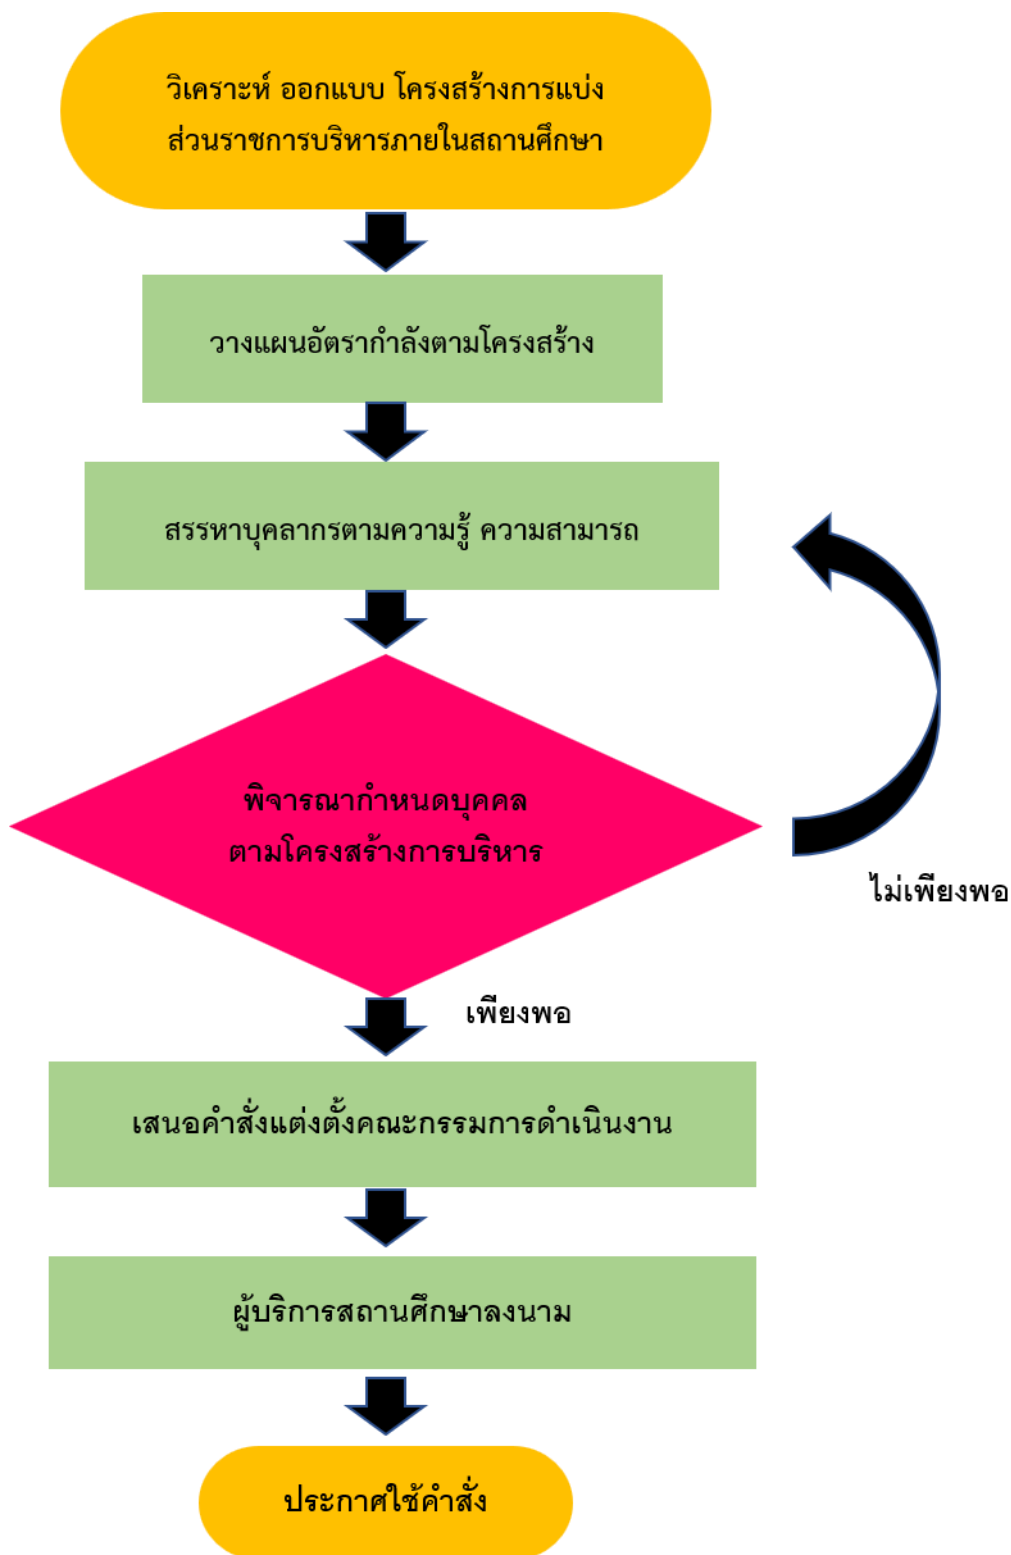 วิเคราะห์ ออกแบบ โครงสร้างการแบ่ง
ส่วนราชการบริหารภายในสถานศึกษา
วางแผนอัตรากำลังตามโครงสร้าง
สรรหาบุคลากรตามความรู้ ความสามารถ
พิจารณากำหนดบุคคล
ตามโครงสร้างการบริหาร
ไม่เพียงพอ
เพียงพอ
เสนอคำสั่งแต่งตั้งคณะกรรมการดำเนินงาน
ผู้บริการสถานศึกษาลงนาม
ประกาศใช้คำสั่ง